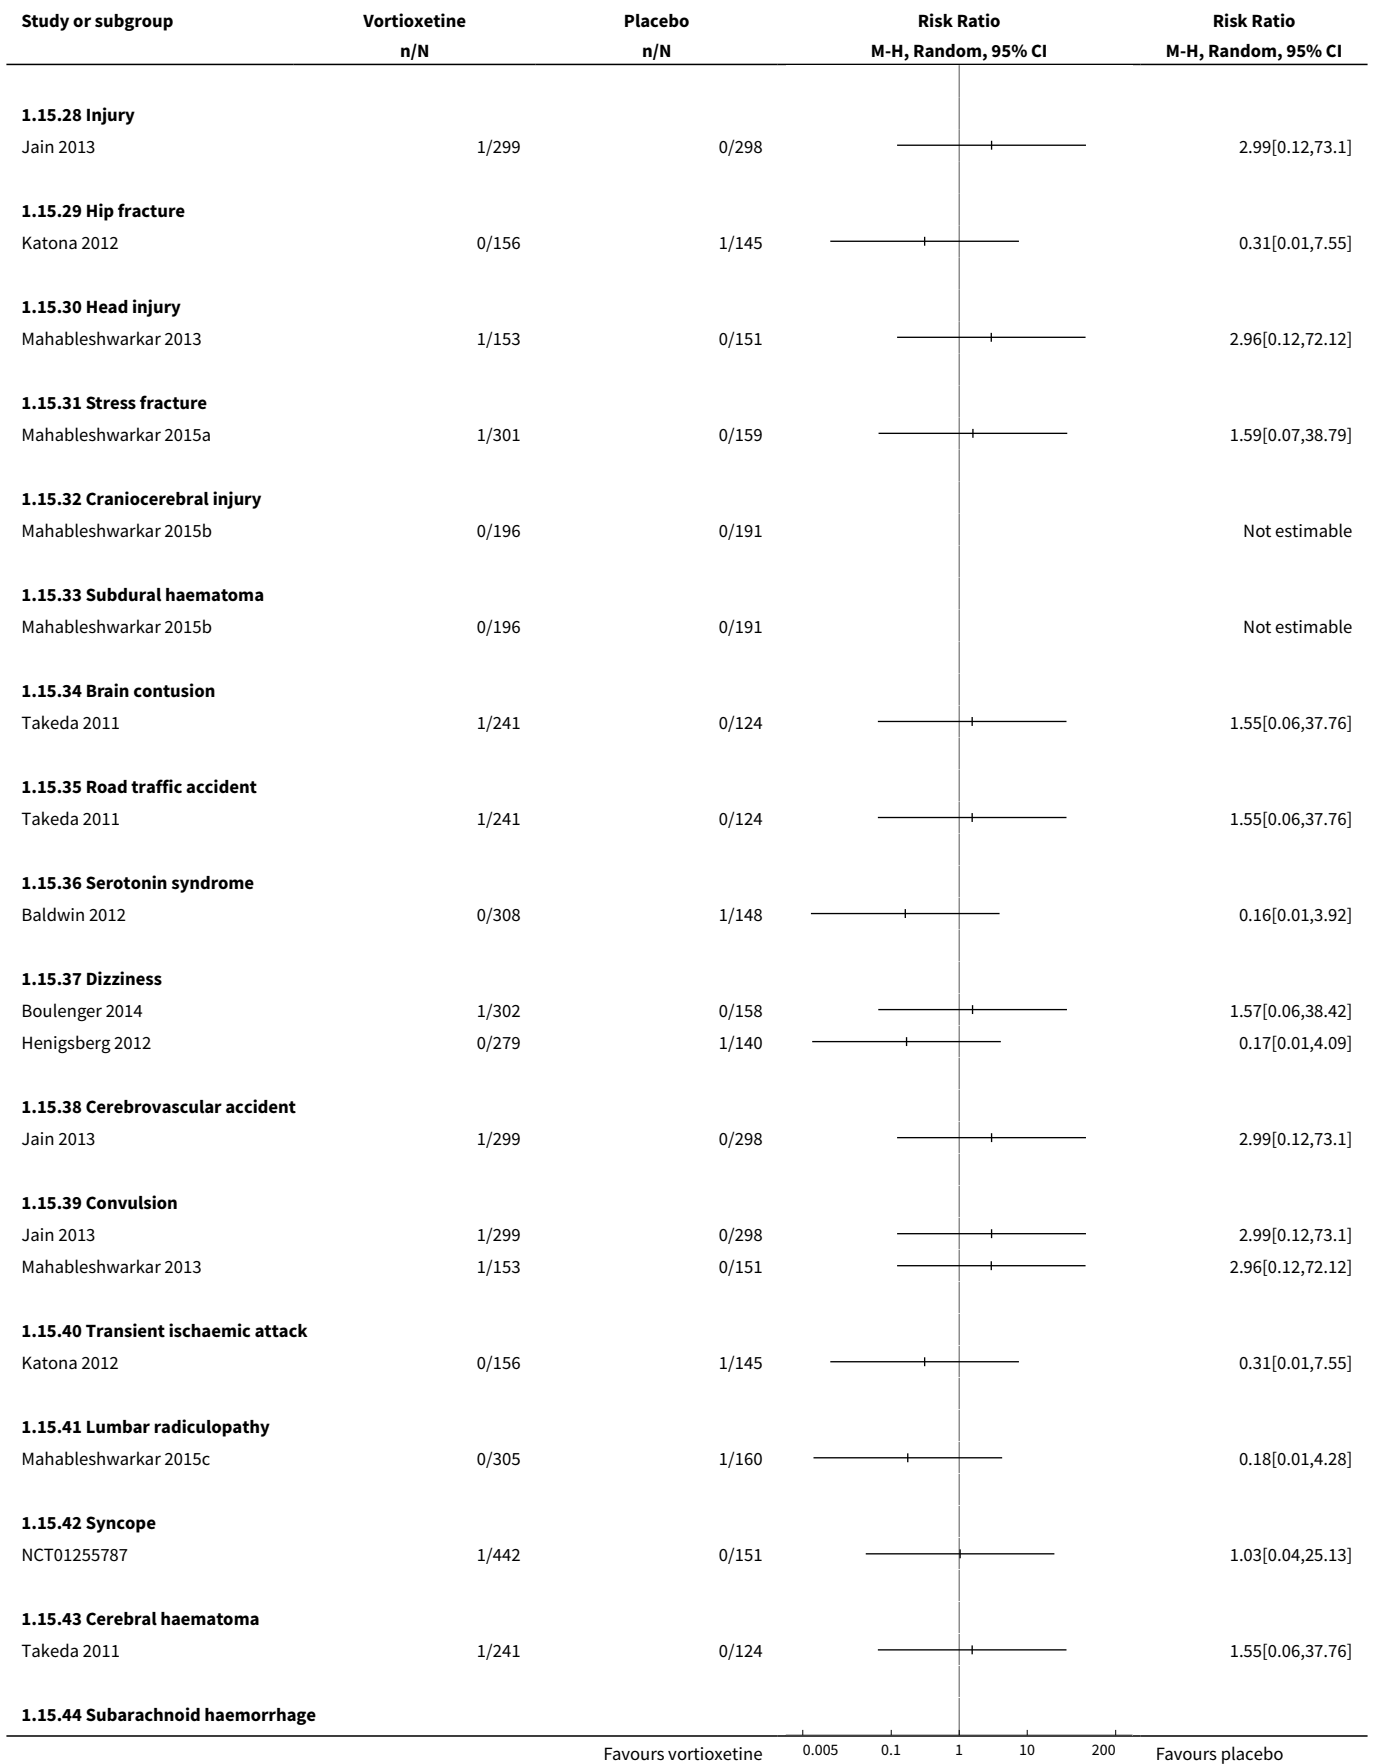 Study or subgroup Vortioxetine Placebo Risk Ratio Risk Ratio
n/N n/N M-H, Random, 95% CI M-H, Random, 95% CI
1.15.28 Injury
Jain 2013 1/299 0/298 2.99[0.12,73.1]
1.15.29 Hip fracture
Katona 2012 0/156 1/145 0.31[0.01,7.55]
1.15.30 Head injury
Mahableshwarkar 2013 1/153 0/151 2.96[0.12,72.12]
1.15.31 Stress fracture
Mahableshwarkar 2015a 1/301 0/159 1.59[0.07,38.79]
1.15.32 Craniocerebral injury
Mahableshwarkar 2015b 0/196 0/191 Not estimable
1.15.33 Subdural haematoma
Mahableshwarkar 2015b 0/196 0/191 Not estimable
1.15.34 Brain contusion
Takeda 2011 1/241 0/124 1.55[0.06,37.76]
1.15.35 Road traffic accident
Takeda 2011 1/241 0/124 1.55[0.06,37.76]
1.15.36 Serotonin syndrome
Baldwin 2012 0/308 1/148 0.16[0.01,3.92]
1.15.37 Dizziness
Boulenger 2014 1/302 0/158 1.57[0.06,38.42]
Henigsberg 2012 0/279 1/140 0.17[0.01,4.09]
1.15.38 Cerebrovascular accident
Jain 2013 1/299 0/298 2.99[0.12,73.1]
1.15.39 Convulsion
Jain 2013 1/299 0/298 2.99[0.12,73.1]
Mahableshwarkar 2013 1/153 0/151 2.96[0.12,72.12]
1.15.40 Transient ischaemic attack
Katona 2012 0/156 1/145 0.31[0.01,7.55]
1.15.41 Lumbar radiculopathy
Mahableshwarkar 2015c 0/305 1/160 0.18[0.01,4.28]
1.15.42 Syncope
NCT01255787 1/442 0/151 1.03[0.04,25.13]
1.15.43 Cerebral haematoma
Takeda 2011 1/241 0/124 1.55[0.06,37.76]
1.15.44 Subarachnoid haemorrhage
Favours vortioxetine 0.005 0.1 1 10 200 Favours placebo